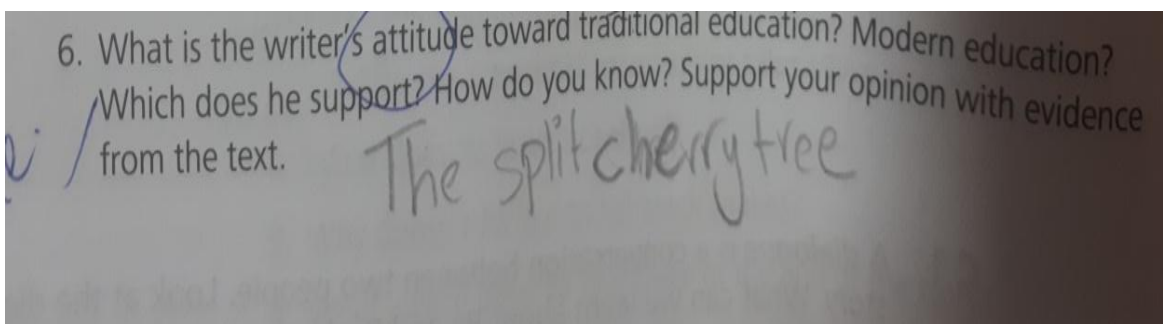 6. What is the writer's attitude toward traditional education? Modern education?
Which does he support? How do you know? Support your opinion with evidence
from the text.
The split cherry tree